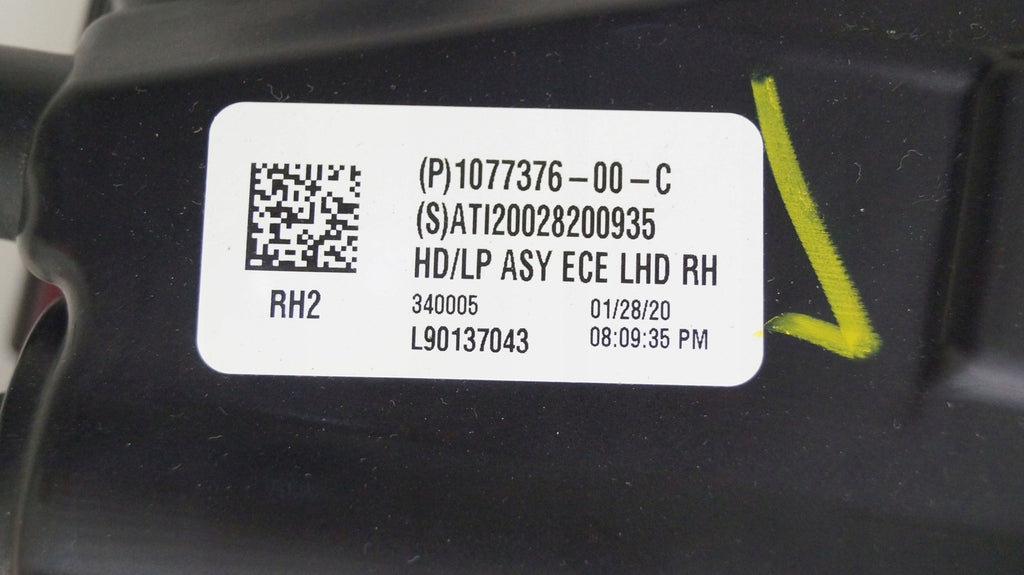 (P)1077376-00-C
(S)ATI20028200935
HD/LP ASY ECE LHD RH
RH2
340005 01/28/20
L90137043 08:09:35 PM